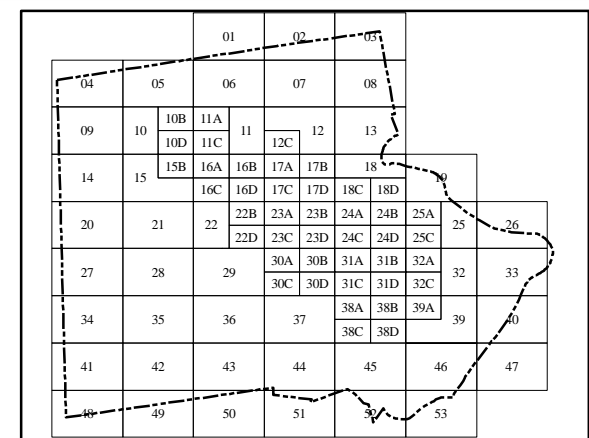 01 02 03
04 05 06 07 08
10B 11A
09 10 11 12 13
10D 11C 12C
15B 16A 16B 17A 17B 18
14 15 19
16C 16D 17C 17D 18C 18D
22B 23A 23B 24A 24B 25A
20 21 22 25 26
22D 23C 23D 24C 24D 25C
30A 30B 31A 31B 32A
27 28 29 32 33
30C 30D 31C 31D 32C
38A 38B 39A
34 35 36 37 39 40
38C 38D
41 42 43 44 45 46 47
48 49 50 51 52 53